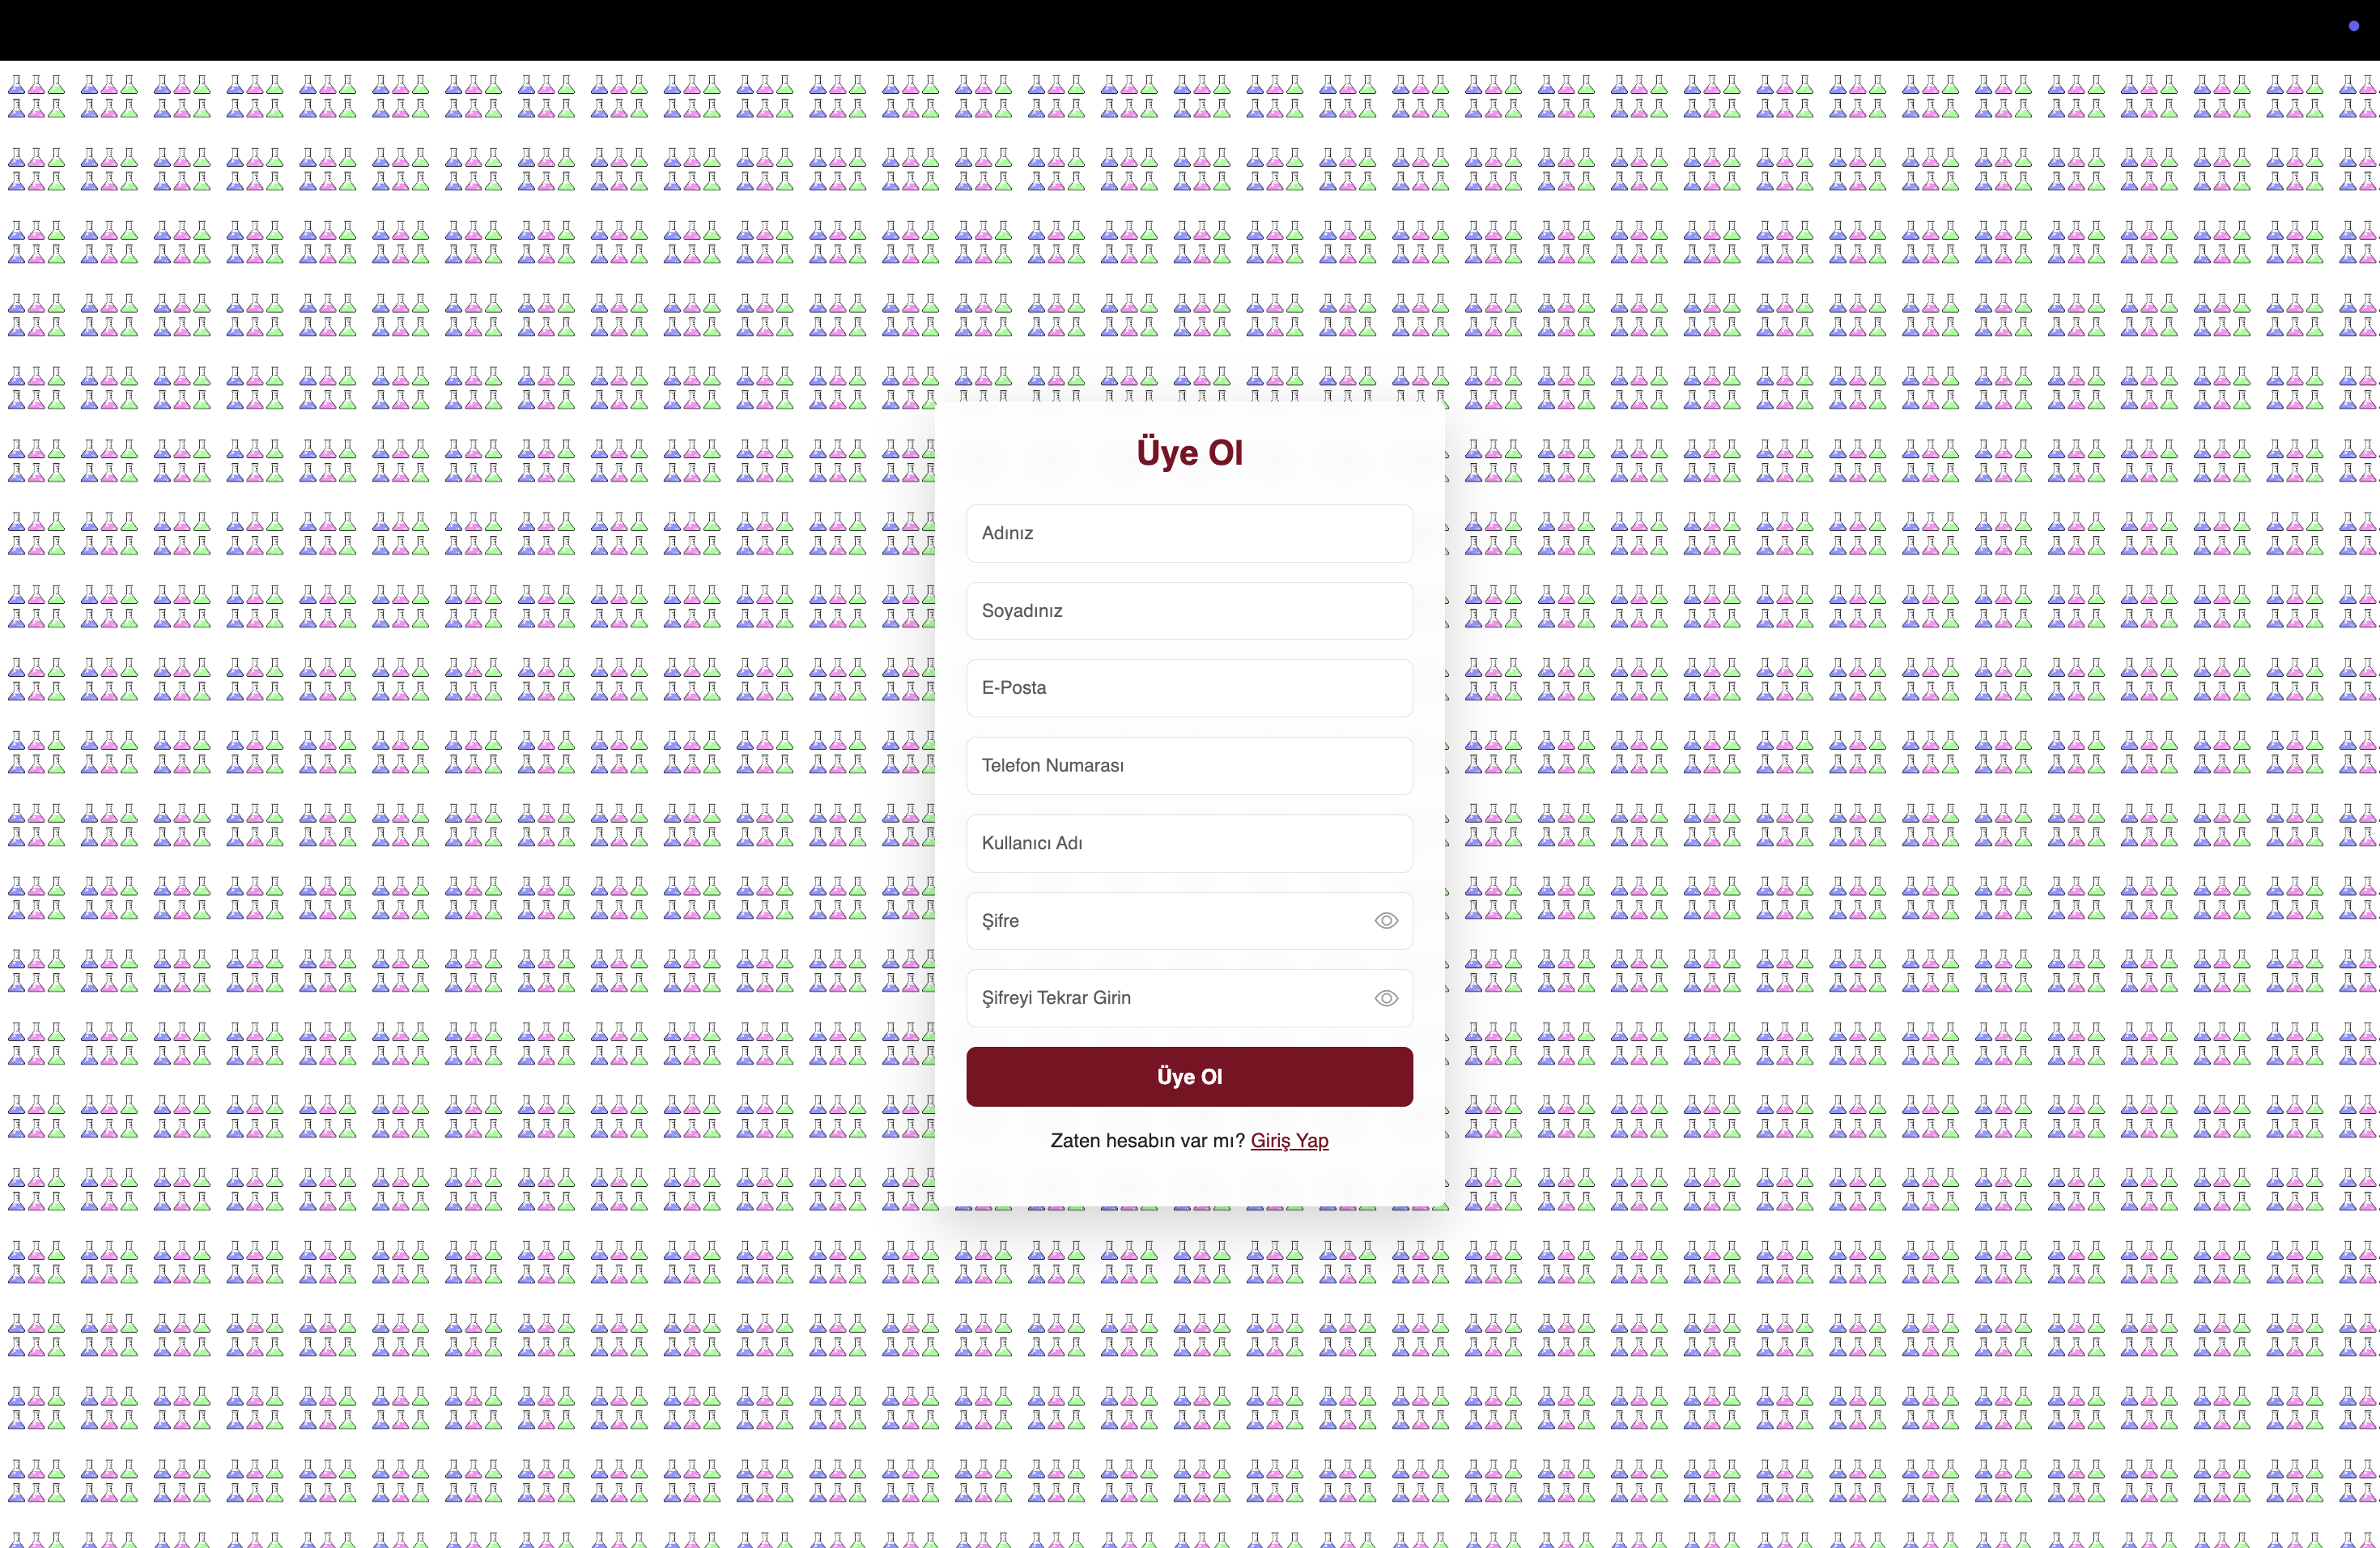 Üye Ol
Adınız
Soyadınız
E-Posta
Telefon Numarası
Kullanıcı Adı
Şifre
Şifreyi Tekrar Girin
Üye Ol
Zaten hesabın var mı? Giriş Yap